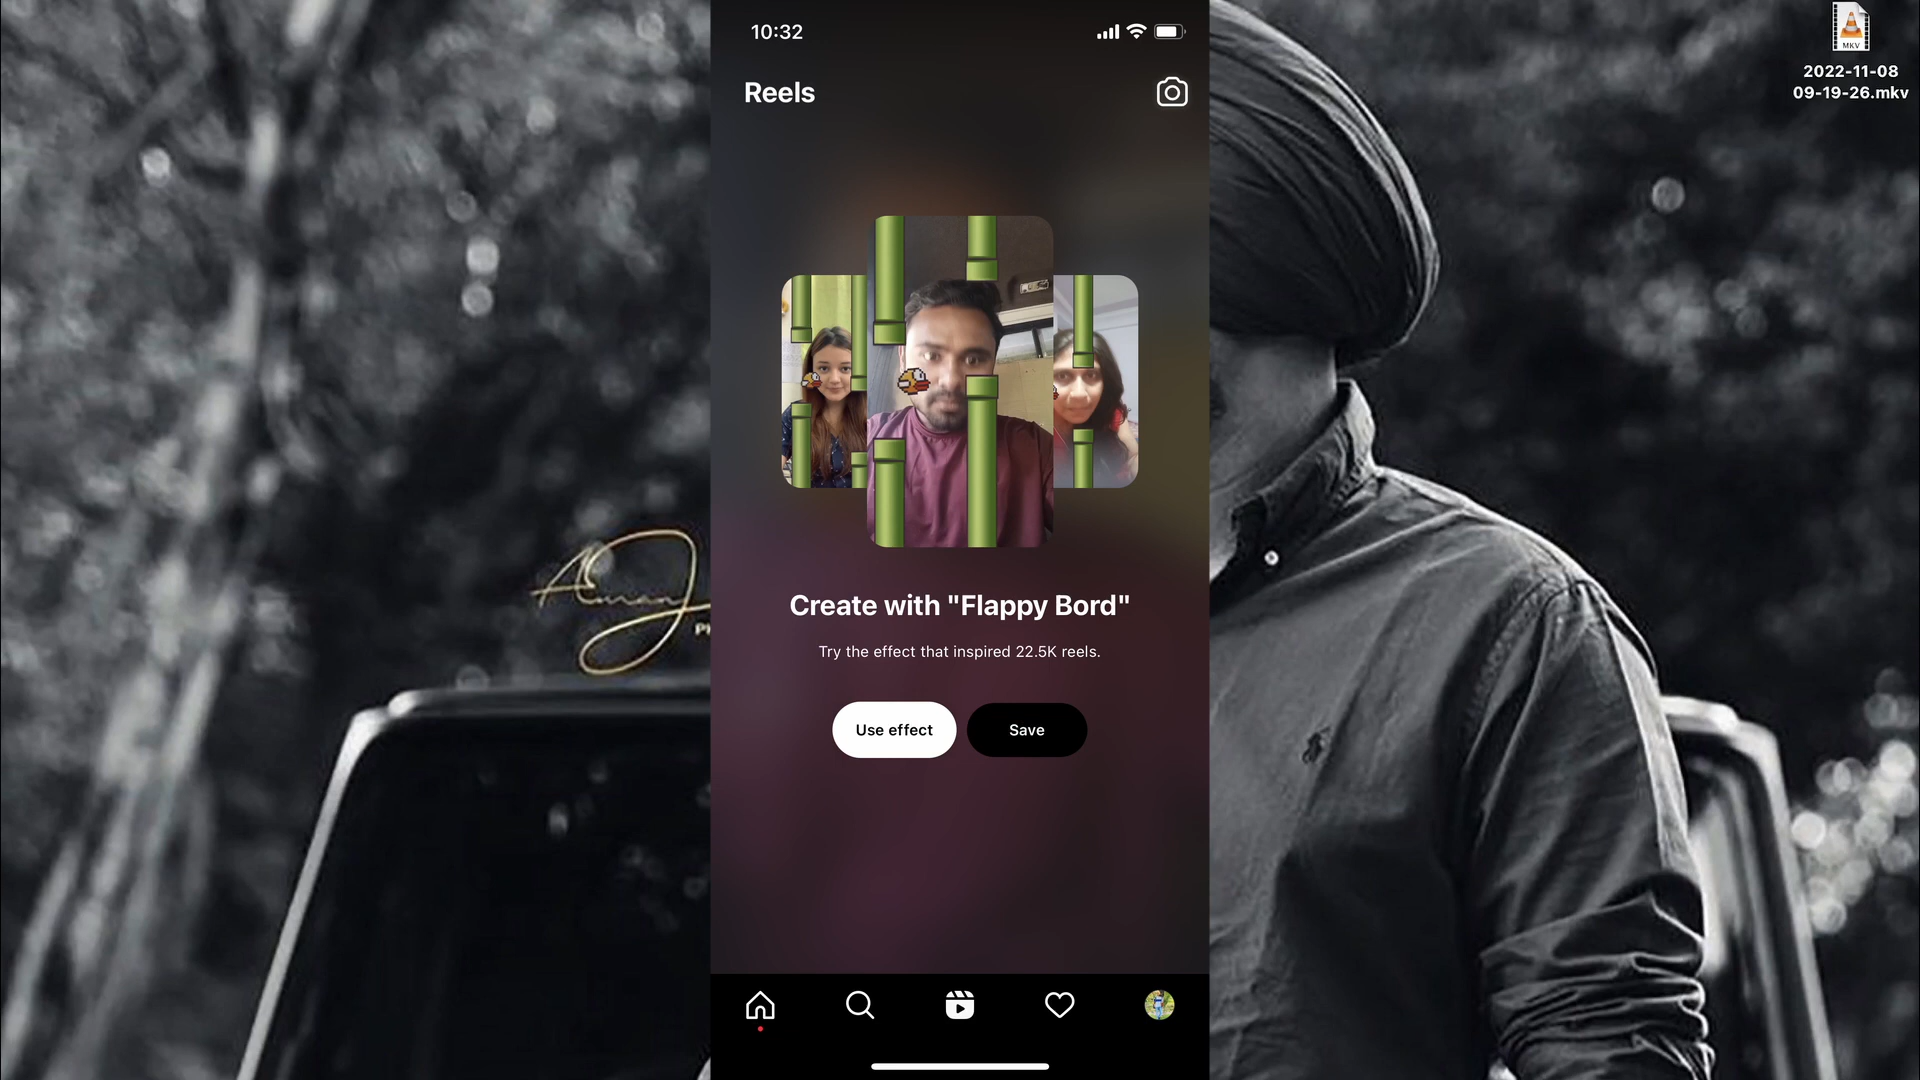 10:32
Reels
MKV
2022-11-08
09-19-26.mkv
Create with "Flappy Bord"
Try the effect that inspired 22.5K reels.
Use effect
Save